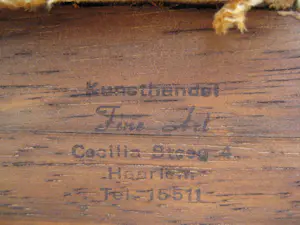 Kunsthandel
Fine Art
Cecilia Steeg 4
Haarlem
Tel. 15511